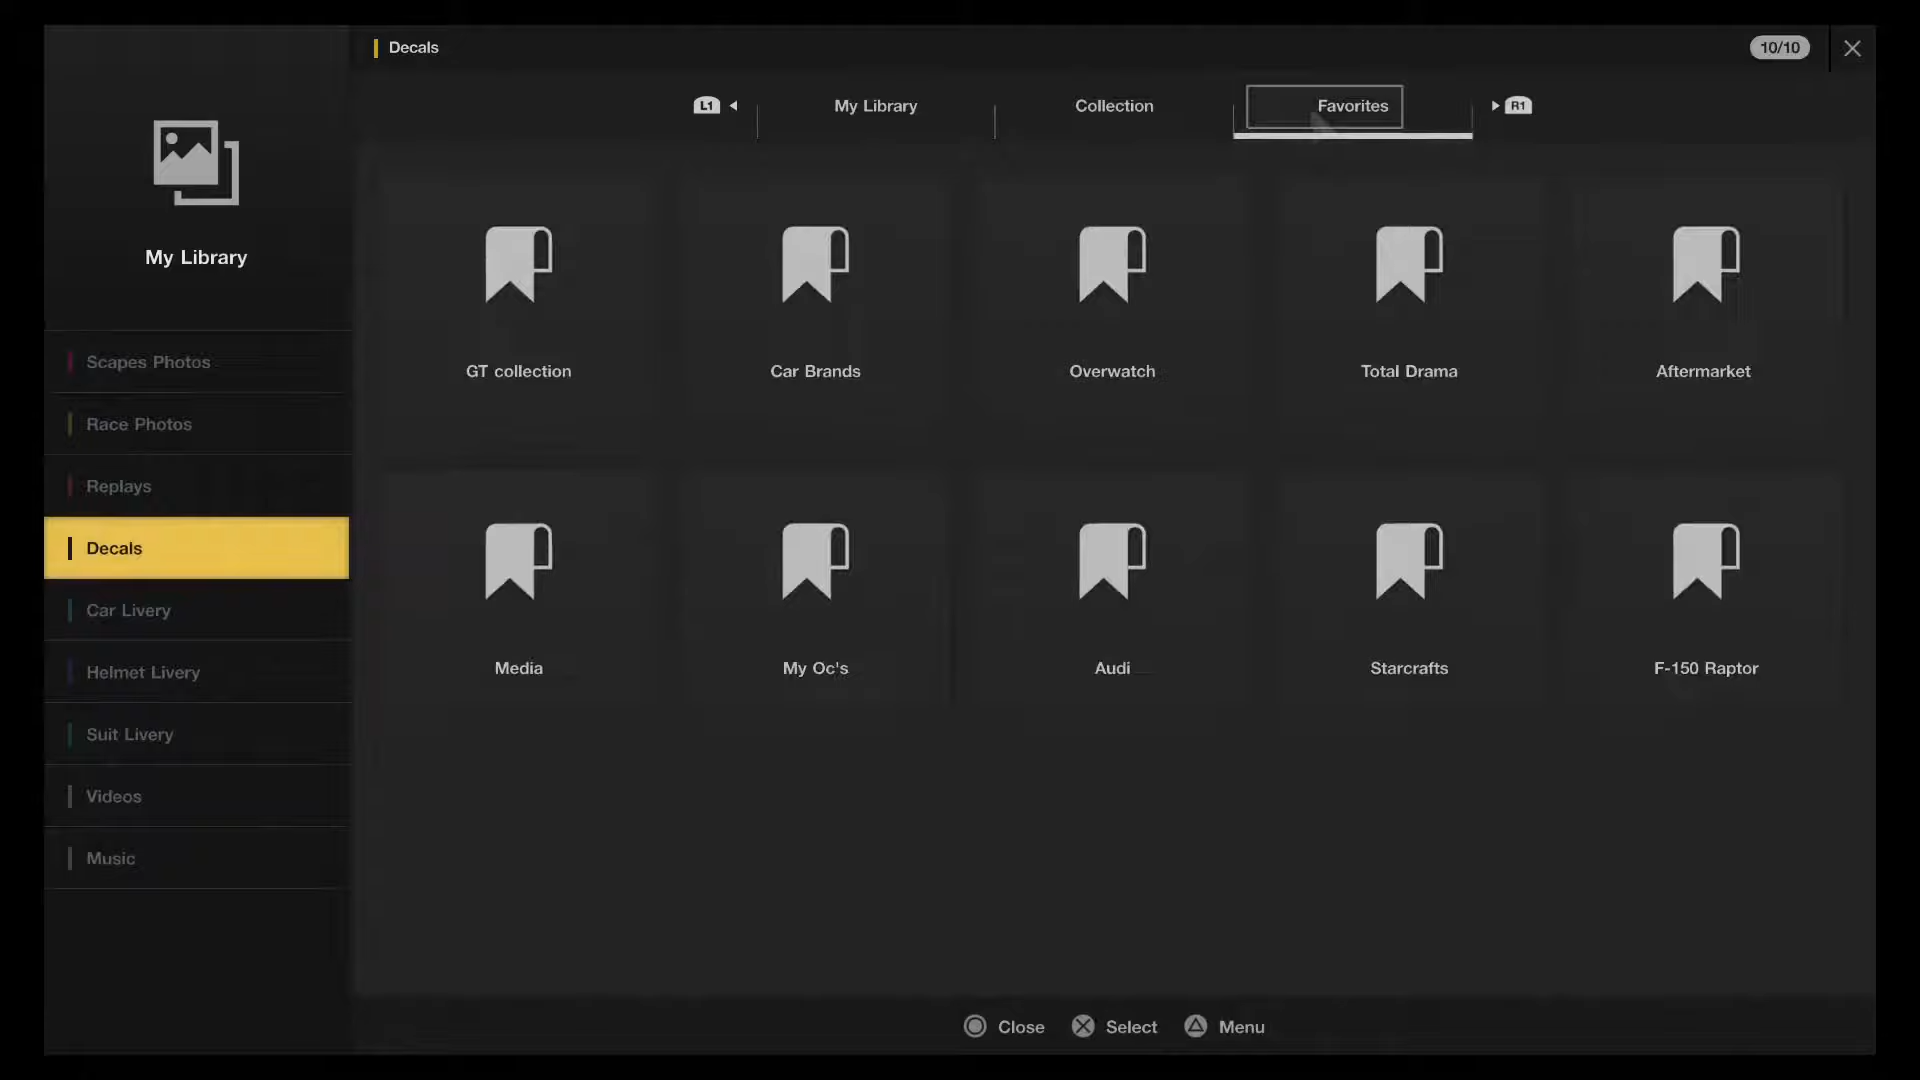 Decals
10/10
L1
My Library
Collection
Favorites
R1
My Library
Scapes Photos
Race Photos
Replays
Decals
Car Livery
Helmet Livery
Suit Livery
Videos
Music
GT collection
Car Brands
Overwatch
Total Drama
Aftermarket
Media
My Oc's
Audi
Starcrafts
F-150 Raptor
Close
Select
Menu